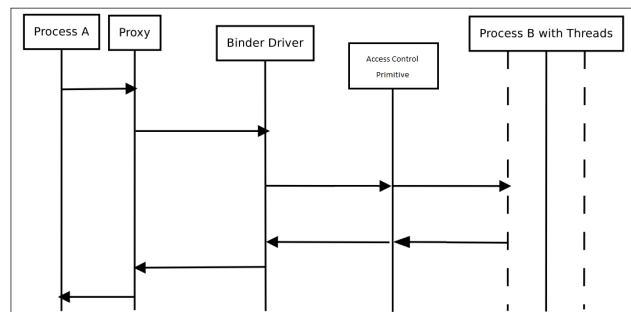 Process A
Proxy
Binder Driver
Access Control
Primitive
Process B with Threads